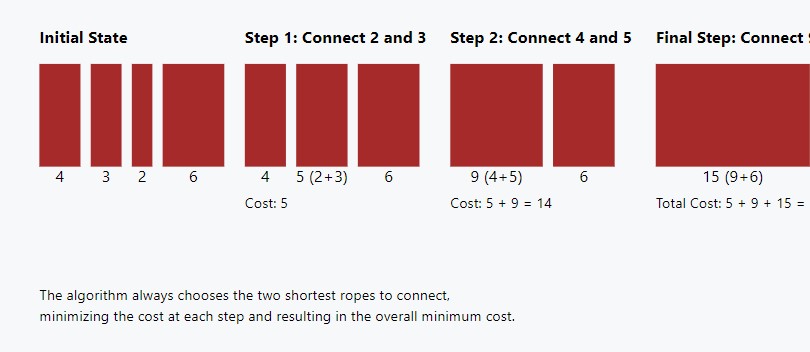 Initial State
Step 1: Connect 2 and 3
Step 2: Connect 4 and 5
Final Step: Connect
4
3
2
6
4
5 (2+3)
6
9 (4+5)
6
15 (9+6)
Cost: 5
Cost: 5 + 9 = 14
Total Cost: 5 + 9 + 15 =
The algorithm always chooses the two shortest ropes to connect,
minimizing the cost at each step and resulting in the overall minimum cost.